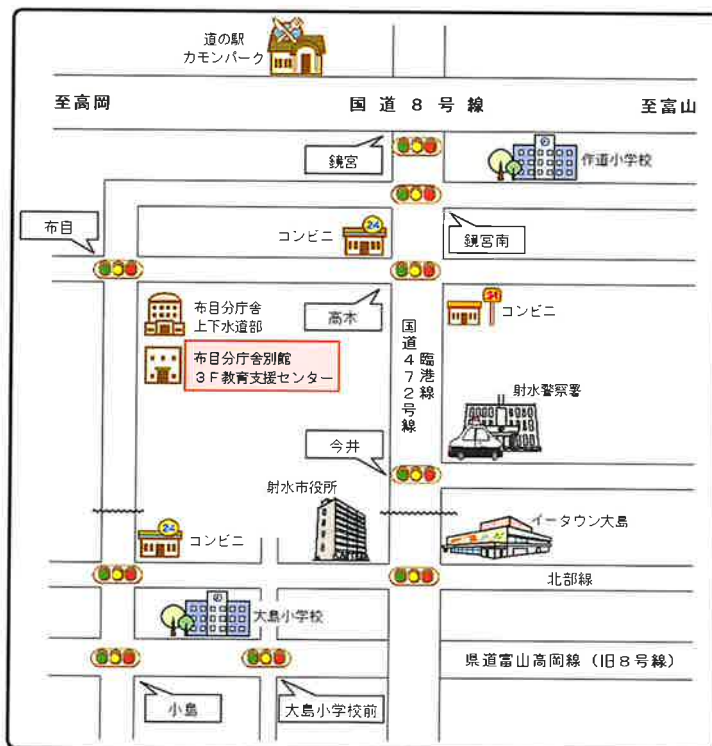 道の駅
カモンパーク
至高岡
国道8号線
至富山
鏡宮
作道小学校
布目
コンビニ
24
鏡宮南
布目分庁舎
上下水道部
高木
コンビニ
布目分庁舎別館
3F教育支援センター
国道472号線
臨港線
射水警察署
今井
射水市役所
24
コンビニ
イータウン大島
北部線
大島小学校
県道富山高岡線（旧8号線）
小島
大島小学校前